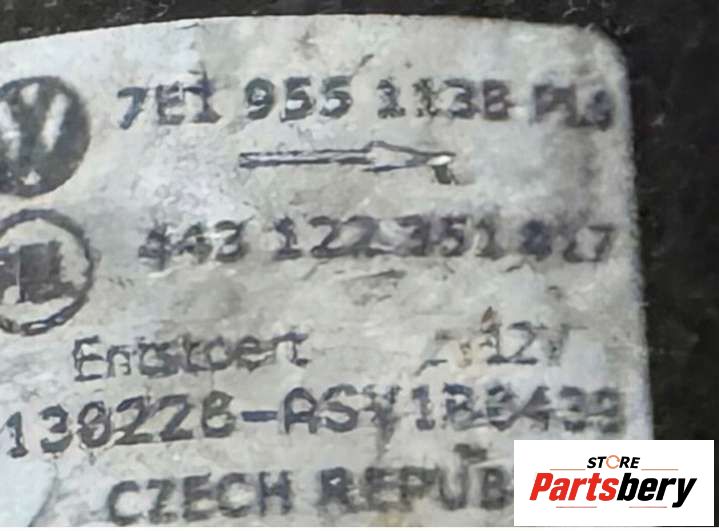 7E1 955 113B
443 122 351
Entstoert 12V
CZECH REPUB
STORE
Partsbery